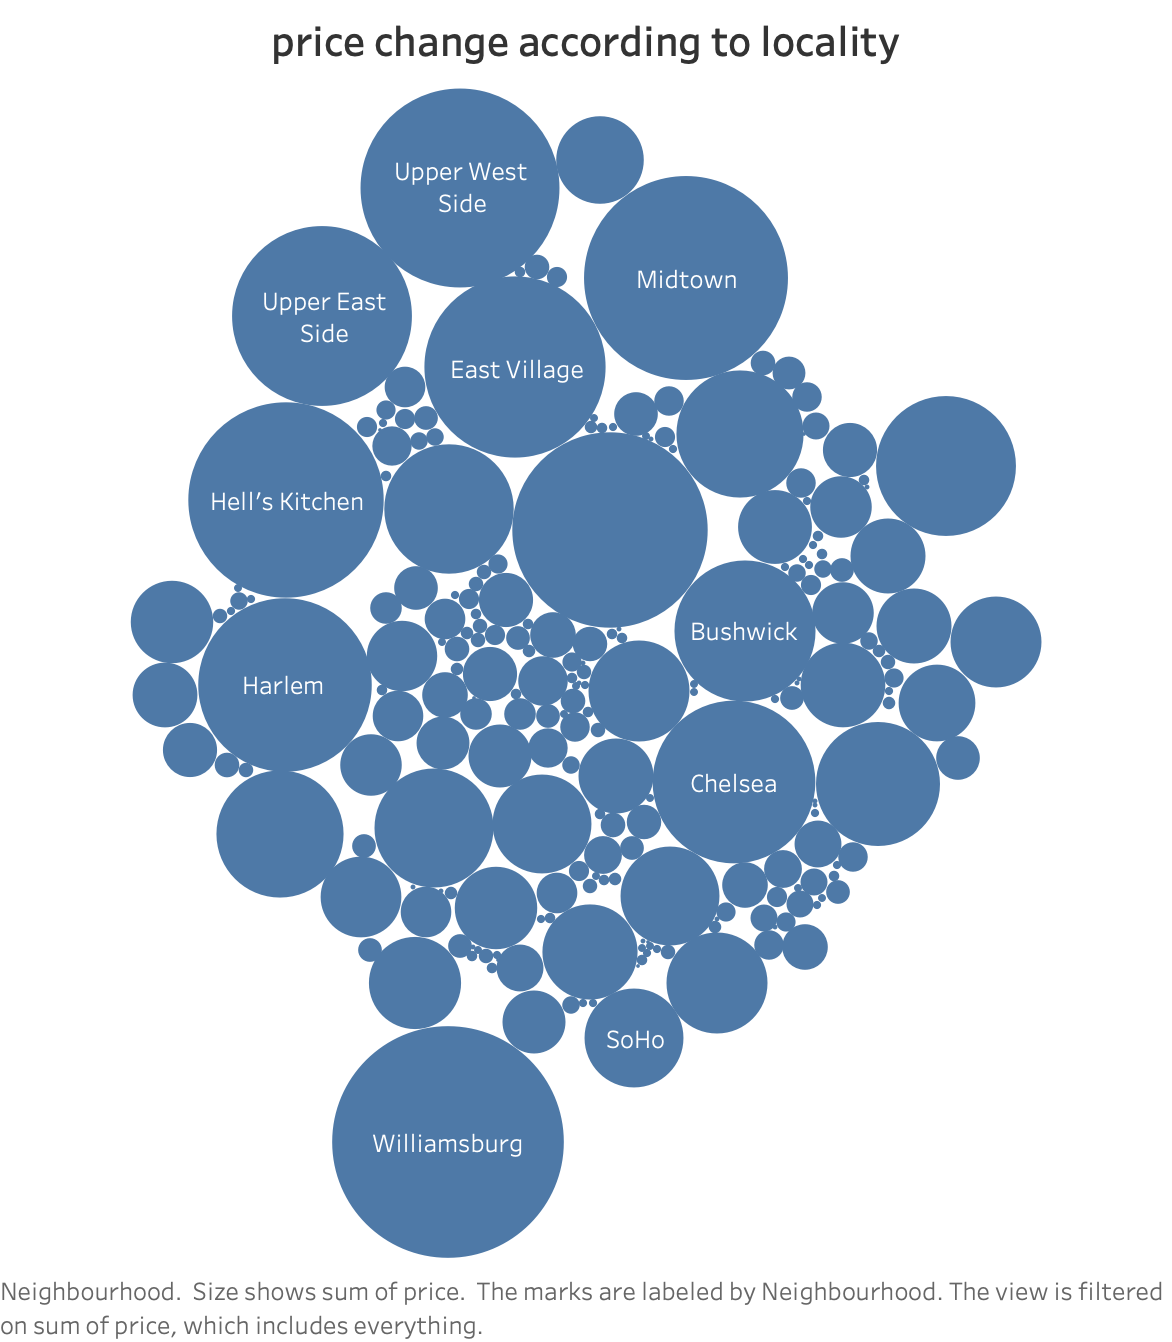 price change according to locality
Upper West
Side
Midtown
Upper East
Side
East Village
Hell's Kitchen
Bushwick
Harlem
Chelsea
SoHo
Williamsburg
Neighbourhood.  Size shows sum of price.  The marks are labeled by Neighbourhood. The view is filtered
on sum of price, which includes everything.